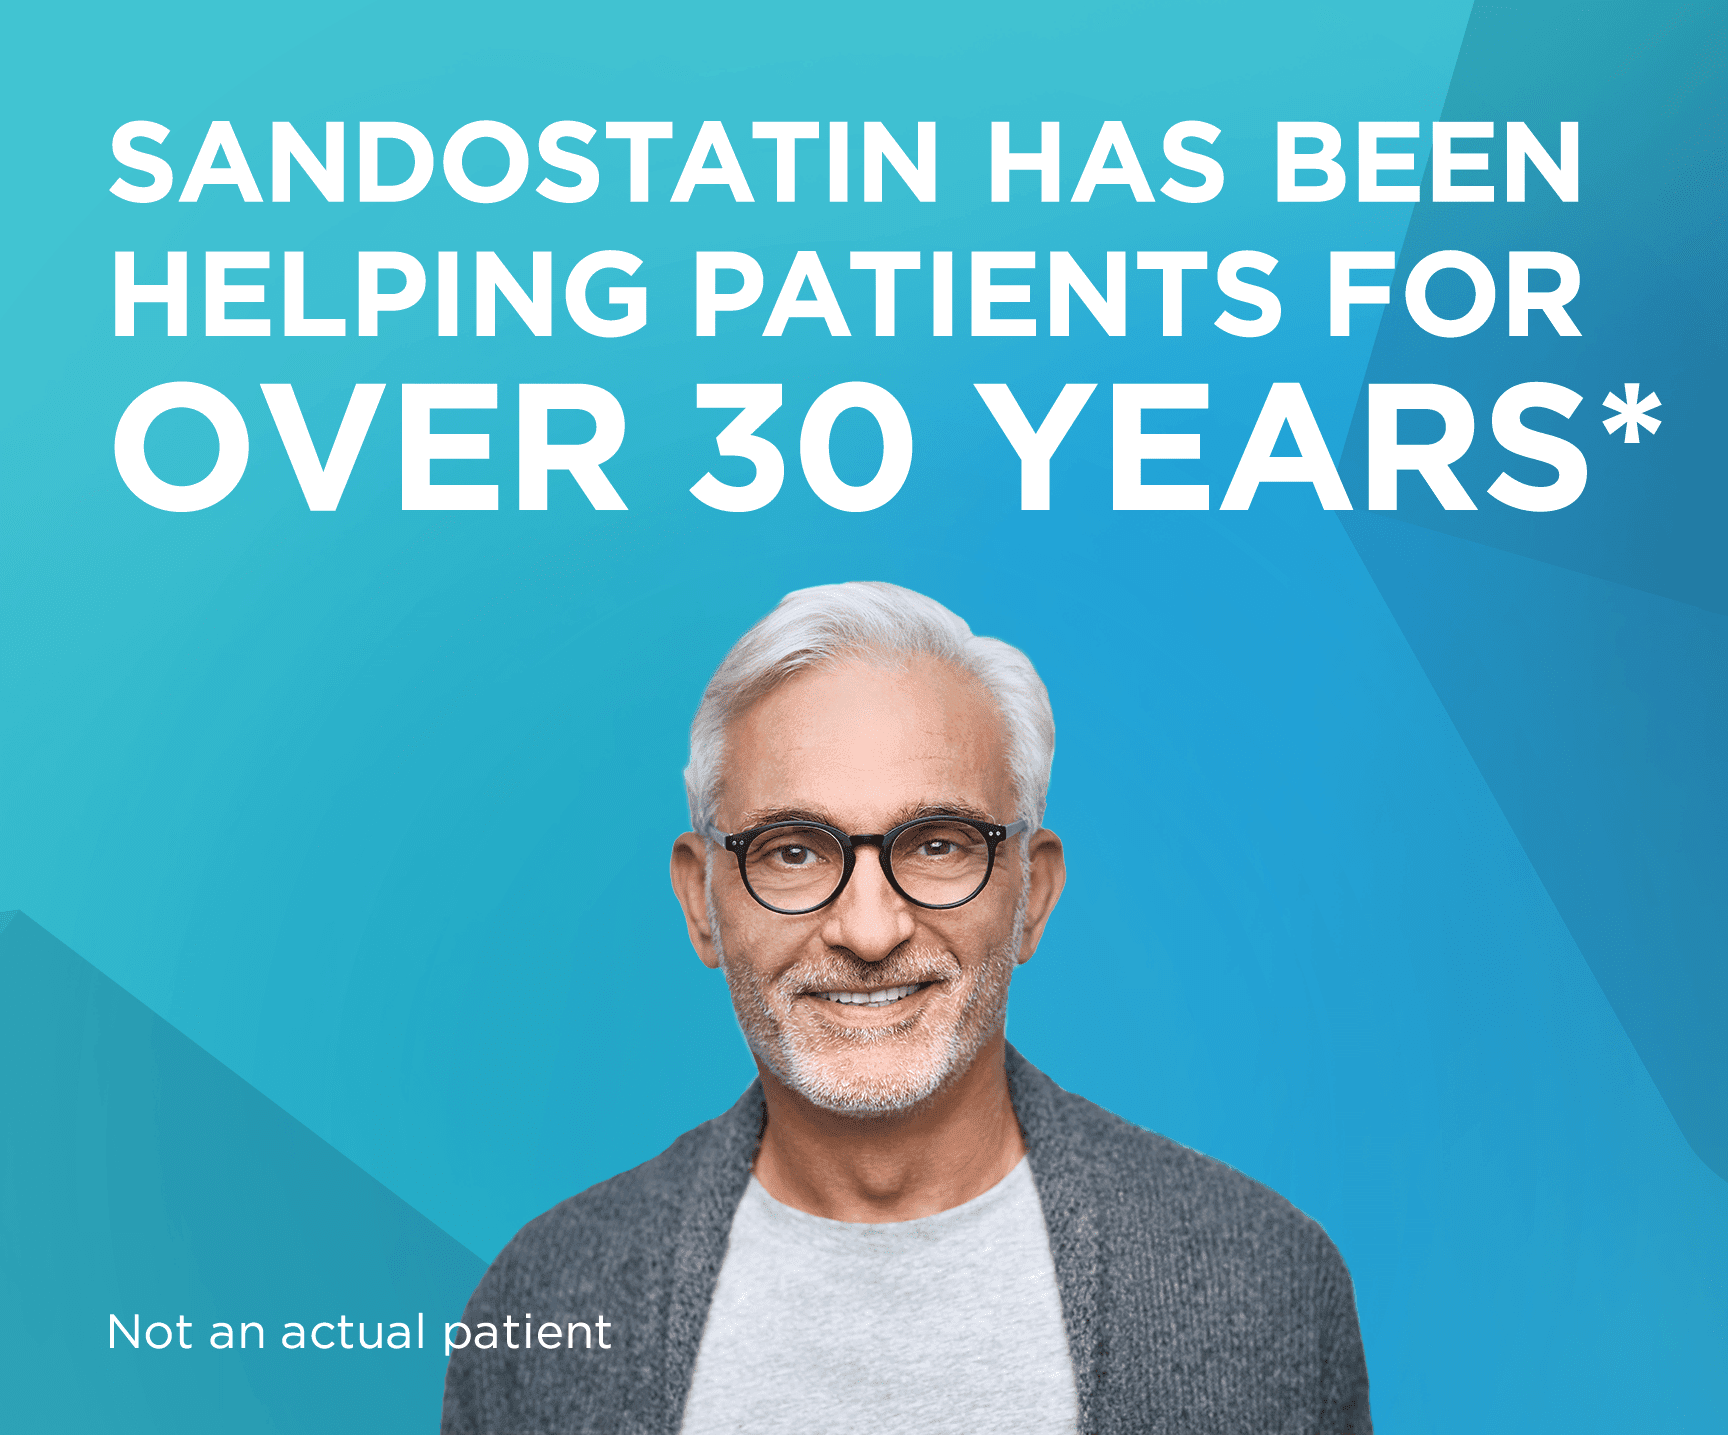 SANDOSTATIN HAS BEEN
HELPING PATIENTS FOR
OVER 30 YEARS*
Not an actual patient